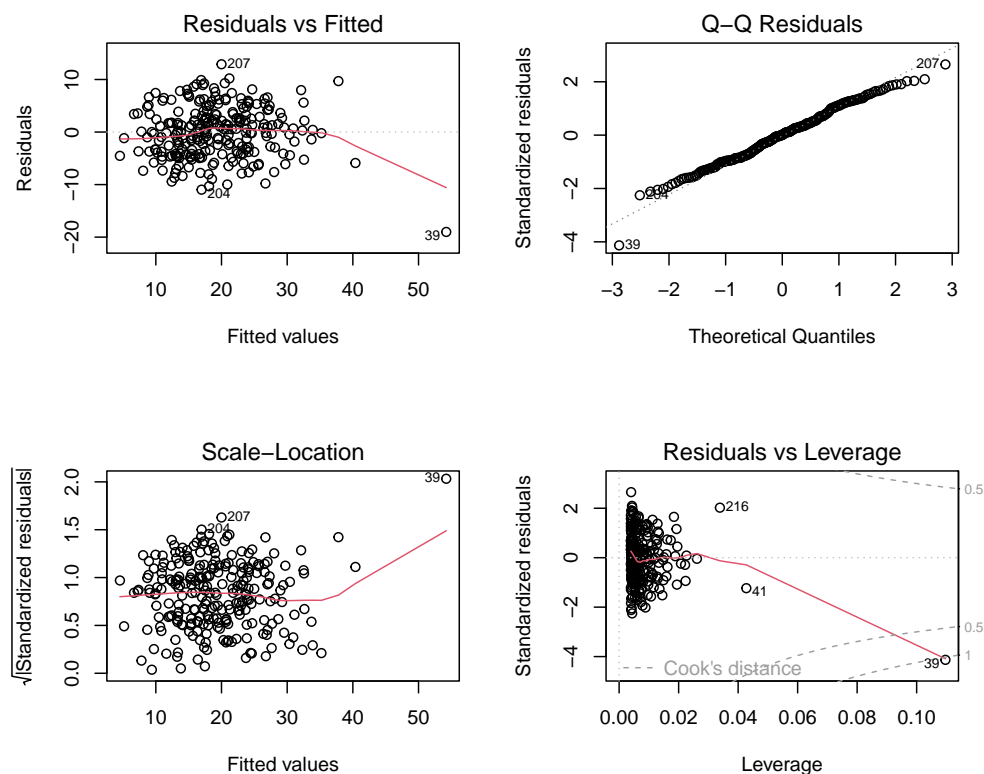 Residuals vs Fitted
Residuals
10
0
−10
−20
207
204
39
10 20 30 40 50
Fitted values
Q−Q Residuals
Standardized residuals
2
0
−2
−4
207
204
39
−3 −2 −1 0 1 2 3
Theoretical Quantiles
Scale−Location
√|Standardized residuals|
2.0
1.5
1.0
0.5
0.0
39
207
204
10 20 30 40 50
Fitted values
Residuals vs Leverage
Standardized residuals
2
0
−2
−4
216
41
39
Cook's distance
0.5
0.5
1
0.00 0.02 0.04 0.06 0.08 0.10
Leverage